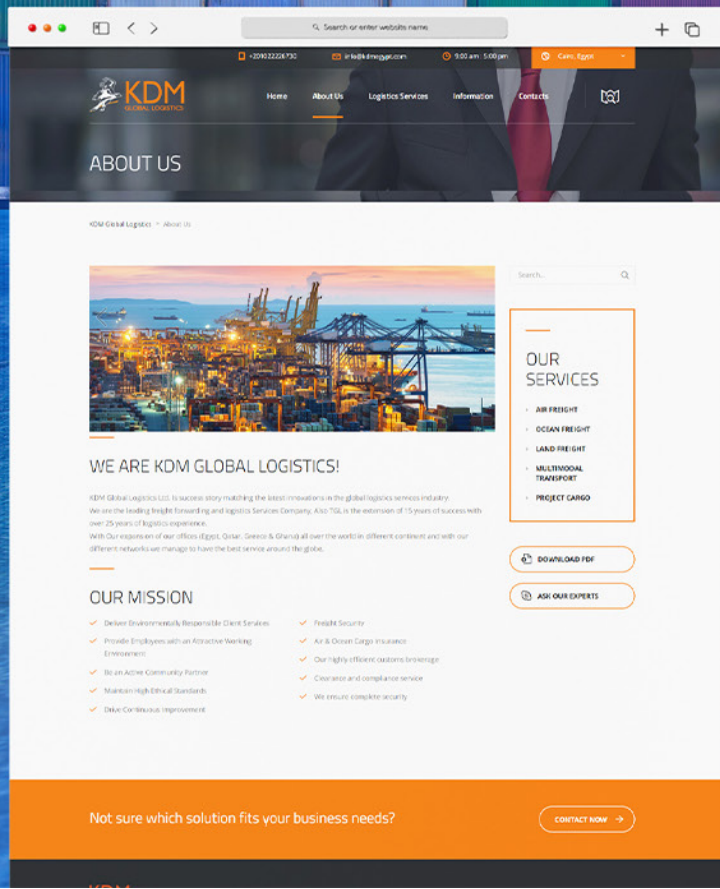 Search or enter website name
+201022226730
info@kdmegypt.com
9:00 am : 5:00 pm
Cairo, Egypt
KDM
GLOBAL LOGISTICS
Home
About Us
Logistics Services
Information
Contacts
ABOUT US
KDM Global Logistics
About Us
Search...
OUR
SERVICES
AIR FREIGHT
OCEAN FREIGHT
LAND FREIGHT
MULTIMODAL
TRANSPORT
PROJECT CARGO
DOWNLOAD PDF
ASK OUR EXPERTS
WE ARE KDM GLOBAL LOGISTICS!
KDM Global Logistics Ltd. is success story matching the latest innovations in the global logistics services industry.
We are the leading freight forwarding and logistics Services Company, Also TGL is the extension of 15 years of success with
over 25 years of logistics experience.
With Our expansion of our offices (Egypt, Qatar, Greece & Ghana) all over the world in different continent and with our
different networks we manage to have the best service around the globe.
OUR MISSION
Deliver Environmentally Responsible Client Services
Provide Employees with an Attractive Working
Environment
Be an Active Community Partner
Maintain High Ethical Standards
Drive Continuous Improvement
Freight Security
Air & Ocean Cargo Insurance
Our highly efficient customs brokerage
Clearance and compliance service
We ensure complete security
Not sure which solution fits your business needs?
CONTACT NOW
KDM